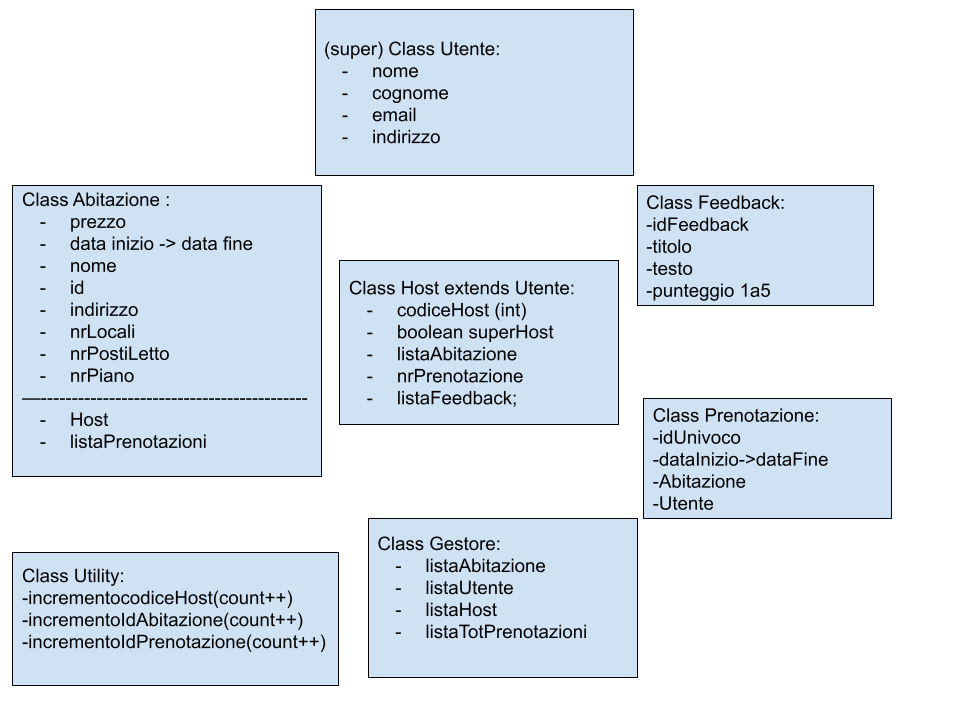 (super) Class Utente:
- nome
- cognome
- email
- indirizzo
Class Abitazione :
- prezzo
- data inizio -> data fine
- nome
- id
- indirizzo
- nrLocali
- nrPostiLetto
- nrPiano
—-------------------------------------------
- Host
- listaPrenotazioni
Class Host extends Utente:
- codiceHost (int)
- boolean superHost
- listaAbitazione
- nrPrenotazione
- listaFeedback;
Class Feedback:
-idFeedback
-titolo
-testo
-punteggio 1a5
Class Prenotazione:
-idUnivoco
-dataInizio->dataFine
-Abitazione
-Utente
Class Utility:
-incrementocodiceHost(count++)
-incrementoIdAbitazione(count++)
-incrementoIdPrenotazione(count++)
Class Gestore:
- listaAbitazione
- listaUtente
- listaHost
- listaTotPrenotazioni